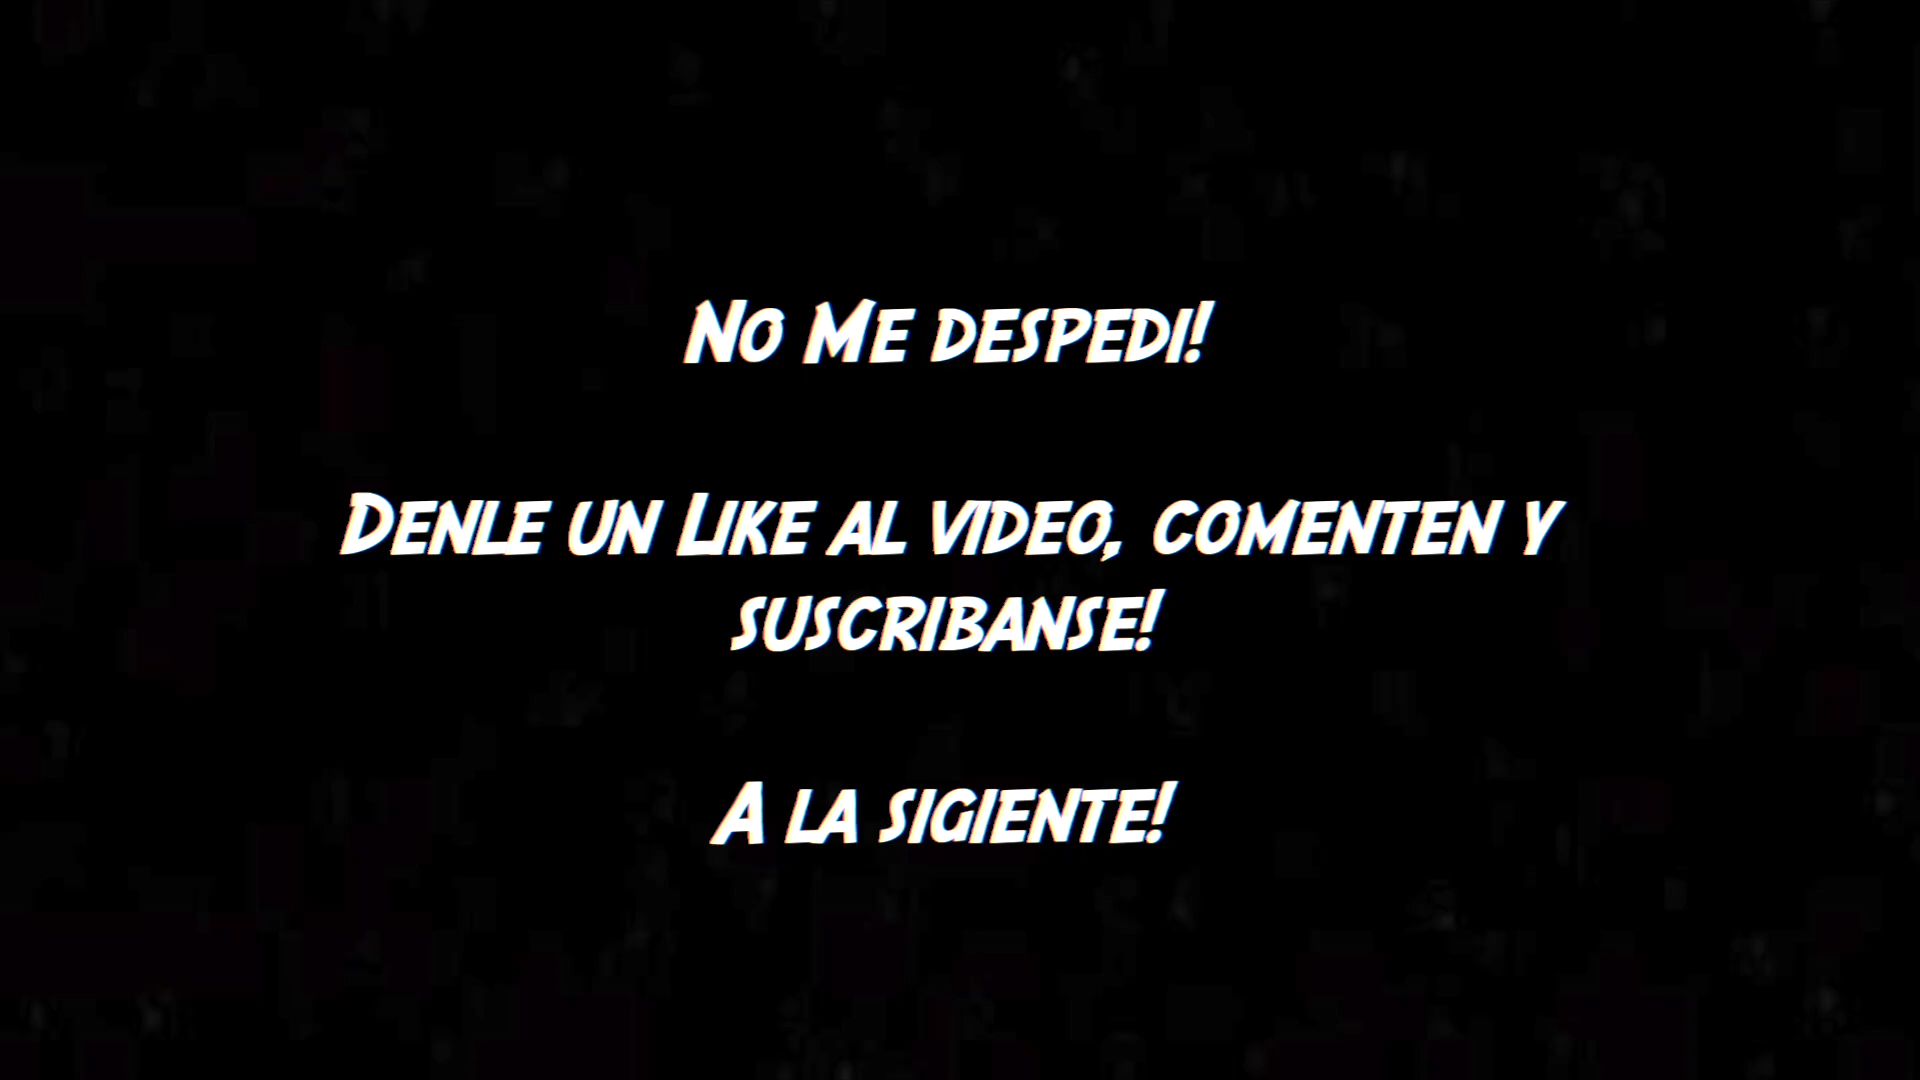 No Me despedi!
Denle un Like al video, comenten y
suscribanse!
A la sigiente!